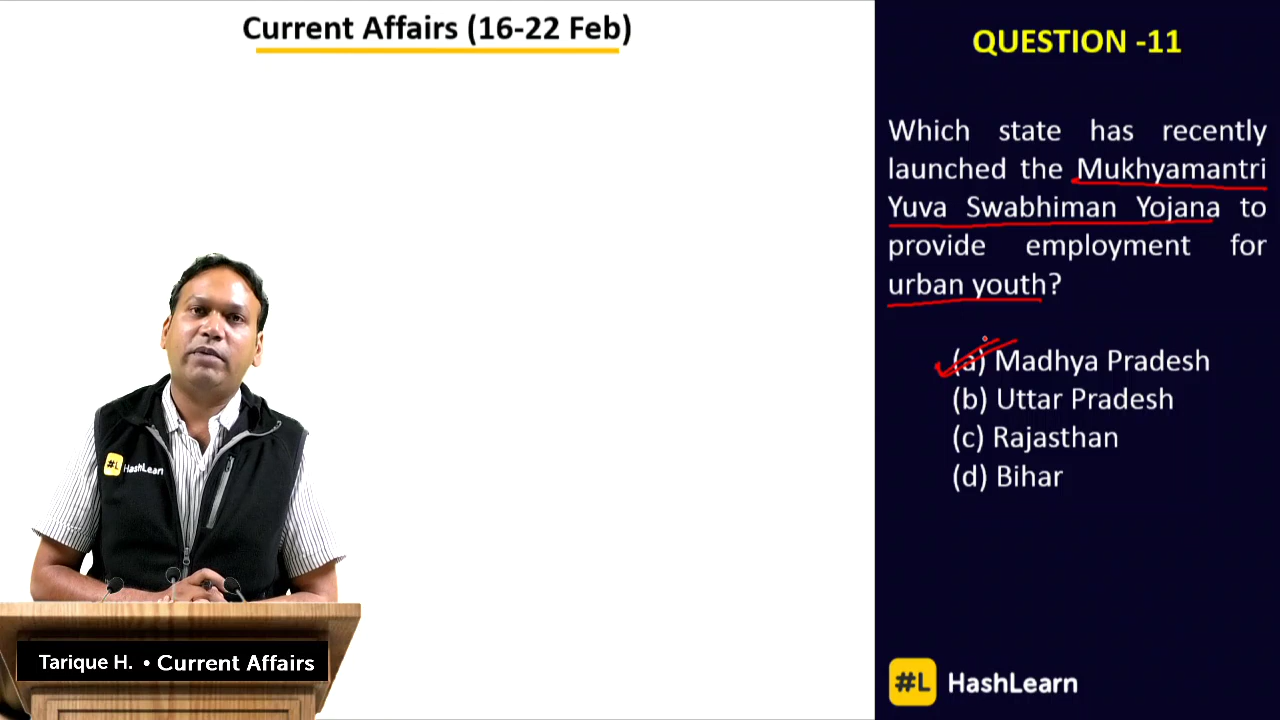 Current Affairs (16-22 Feb)
QUESTION -11
Which state has recently
launched the Mukhyamantri
Yuva Swabhiman Yojana to
provide employment for
urban youth?
(a) Madhya Pradesh
(b) Uttar Pradesh
(c) Rajasthan
(d) Bihar
#L HashLearn
Tarique H. • Current Affairs
#L HashLearn